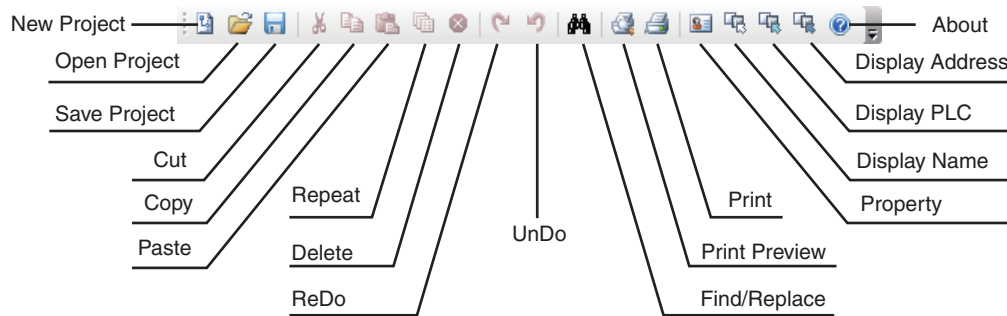 New Project
About
Open Project
Display Address
Save Project
Display PLC
Cut
Display Name
Copy
Repeat
Print
Property
Paste
Delete
UnDo
Print Preview
ReDo
Find/Replace